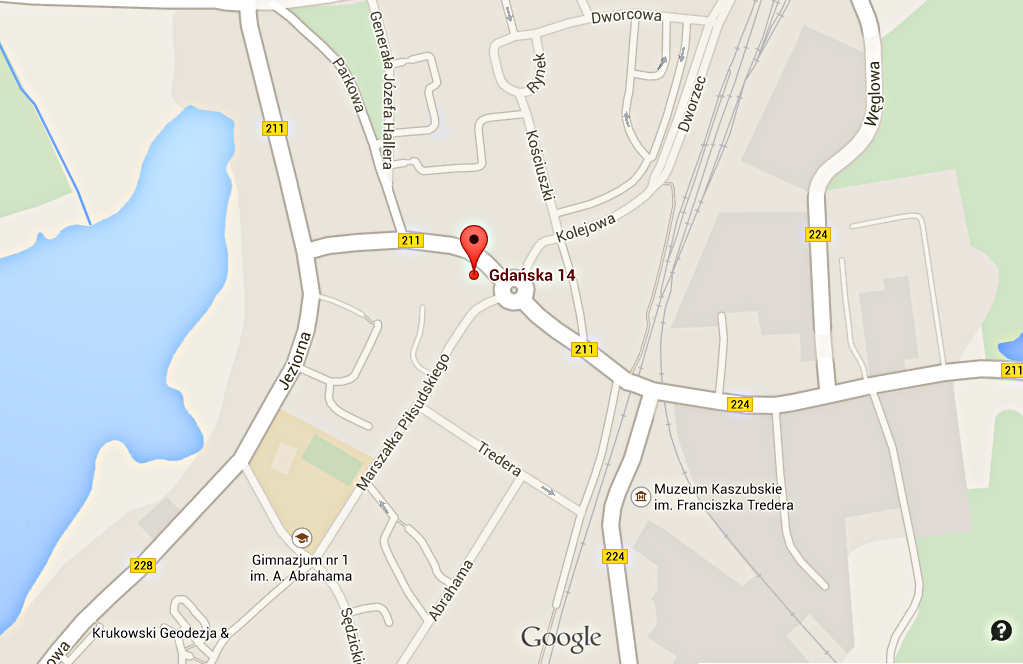 Dworcowa
Generała Józefa Hallera
Parkowa
Rynek
Dworzec
Węglowa
211
Kościuszki
Kolejowa
211
224
Gdańska 14
Jeziorna
211
211
Marszałka Piłsudskiego
224
Tredera
Muzeum Kaszubskie
im. Franciszka Tredera
Gimnazjum nr 1
im. A. Abrahama
228
224
Abrahama
Sędzicki
Krukowski Geodezja &
owa
Google
?